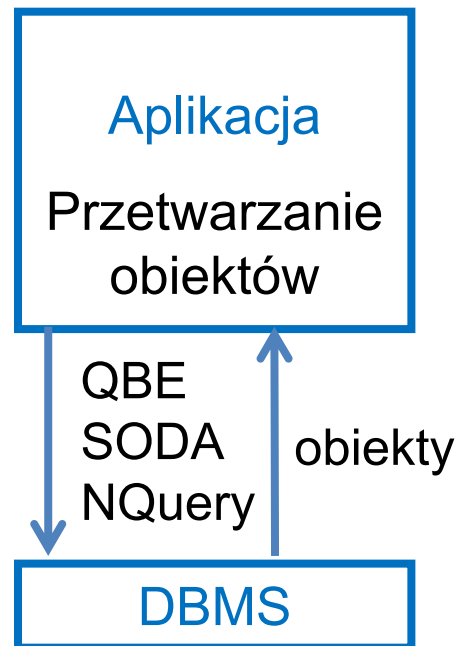 Aplikacja
Przetwarzanie
obiektów
QBE
SODA
NQuery
obiekty
DBMS